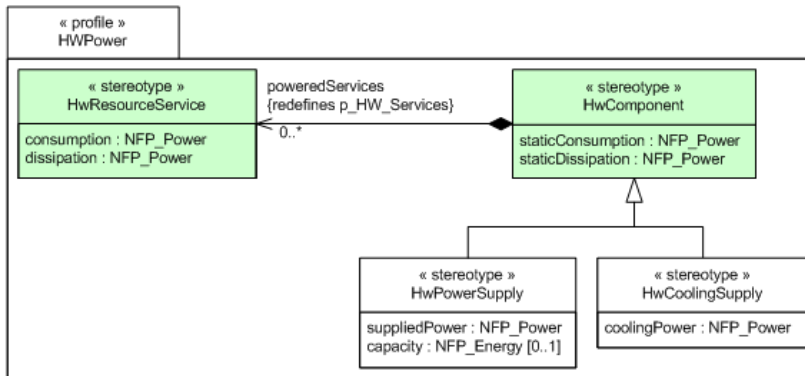 « profile »
HWPower
« stereotype »
HwResourceService
consumption : NFP_Power
dissipation : NFP_Power
poweredServices
{redefines p_HW_Services}
0..*
« stereotype »
HwComponent
staticConsumption : NFP_Power
staticDissipation : NFP_Power
« stereotype »
HwPowerSupply
suppliedPower : NFP_Power
capacity : NFP_Energy [0..1]
« stereotype »
HwCoolingSupply
coolingPower : NFP_Power